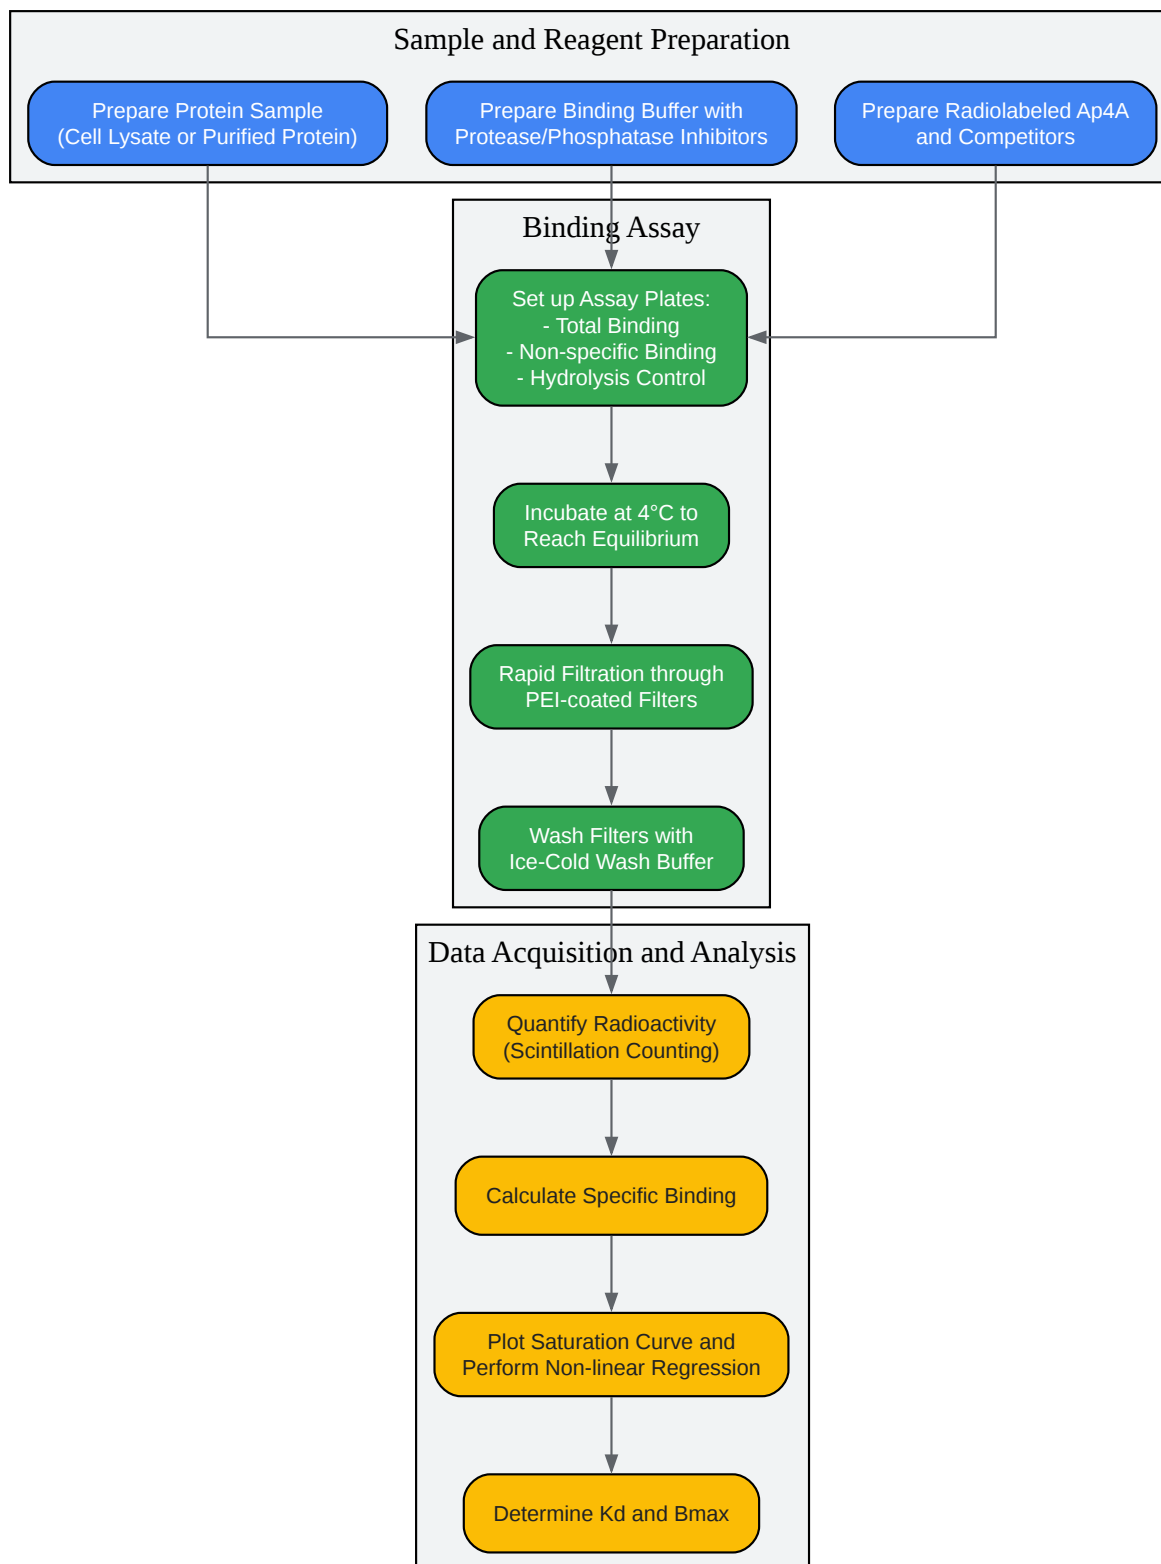 Sample and Reagent Preparation
Prepare Protein Sample
(Cell Lysate or Purified Protein)
Prepare Binding Buffer with
Protease/Phosphatase Inhibitors
Prepare Radiolabeled Ap4A
and Competitors
Binding Assay
Set up Assay Plates:
- Total Binding
- Non-specific Binding
- Hydrolysis Control
Incubate at 4°C to
Reach Equilibrium
Rapid Filtration through
PEI-coated Filters
Wash Filters with
Ice-Cold Wash Buffer
Data Acquisition and Analysis
Quantify Radioactivity
(Scintillation Counting)
Calculate Specific Binding
Plot Saturation Curve and
Perform Non-linear Regression
Determine Kd and Bmax